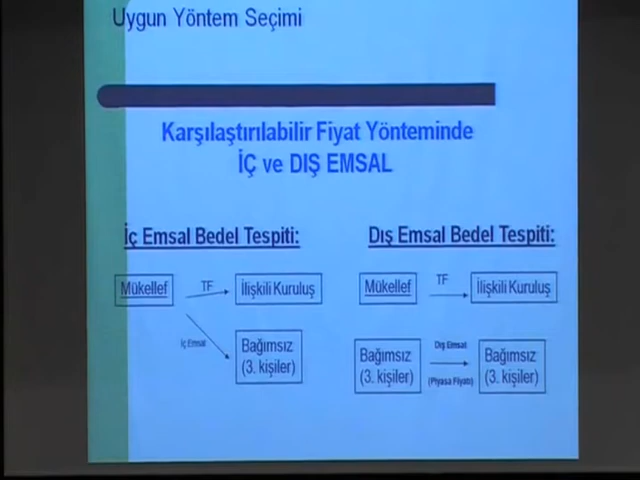 Uygun Yöntem Seçimi
Karşılaştırılabilir Fiyat Yönteminde
İÇ ve DIŞ EMSAL
İç Emsal Bedel Tespiti:
Mükellef
TF
İlişkili Kuruluş
İç Emsal
Bağımsız
(3. kişiler)
Dış Emsal Bedel Tespiti:
Mükellef
TF
İlişkili Kuruluş
Bağımsız
(3. kişiler)
Dış Emsal
(Piyasa Fiyatı)
Bağımsız
(3. kişiler)